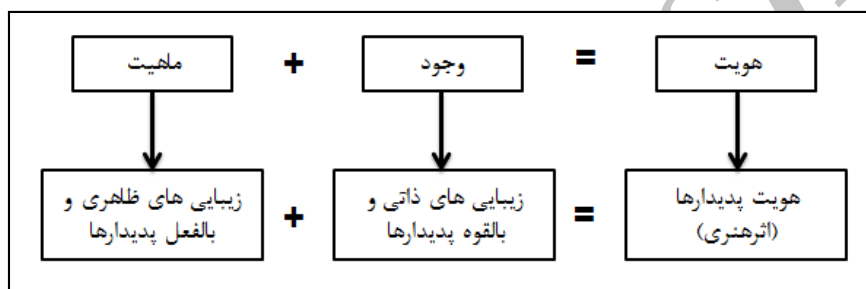 هویت = وجود + ماهیت
هویت پدیدارها
(اثرهنری)
=
زیبایی های ذاتی و
بالقوه پدیدارها
+
زیبایی های ظاهری و
بالفعل پدیدارها